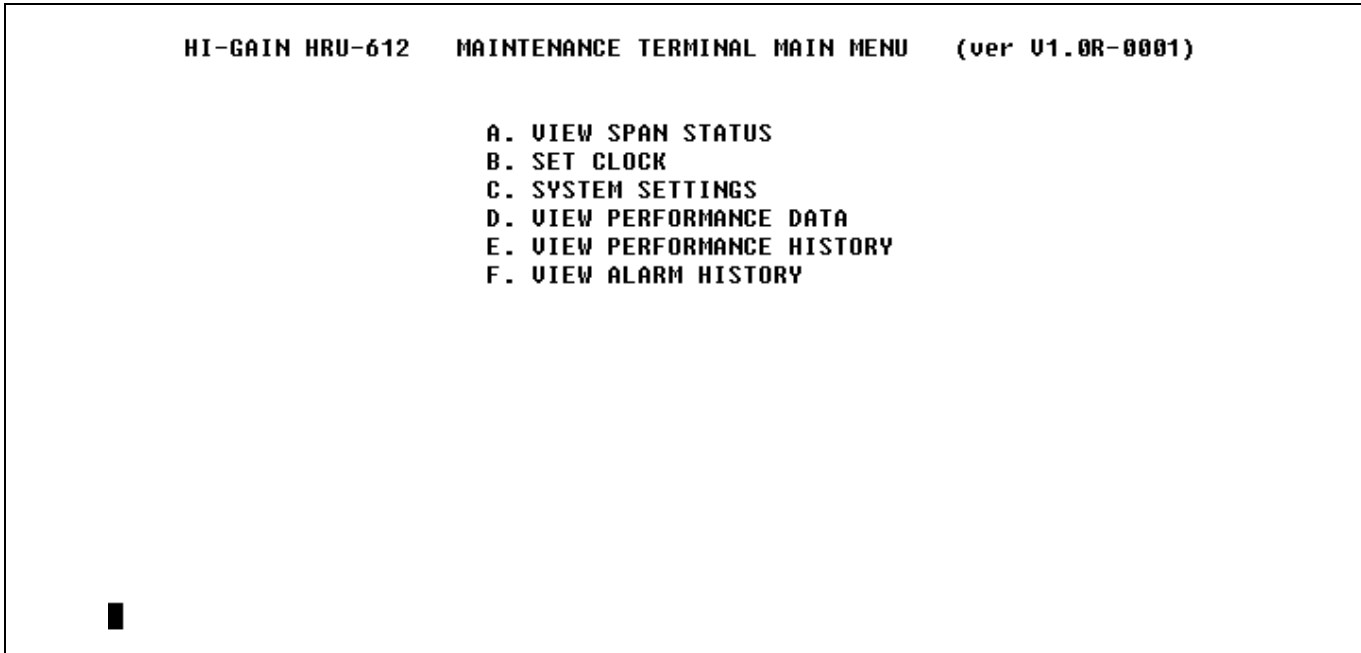 HI-GAIN HRU-612 MAINTENANCE TERMINAL MAIN MENU (ver V1.0R-0001)
A. VIEW SPAN STATUS
B. SET CLOCK
C. SYSTEM SETTINGS
D. VIEW PERFORMANCE DATA
E. VIEW PERFORMANCE HISTORY
F. VIEW ALARM HISTORY